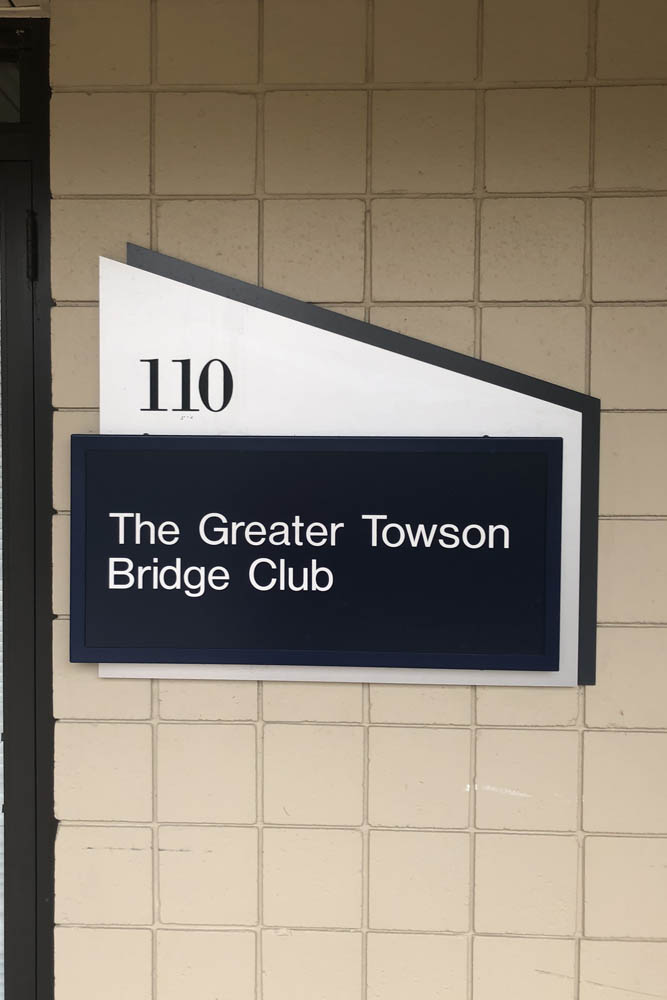 110
The Greater Towson
Bridge Club